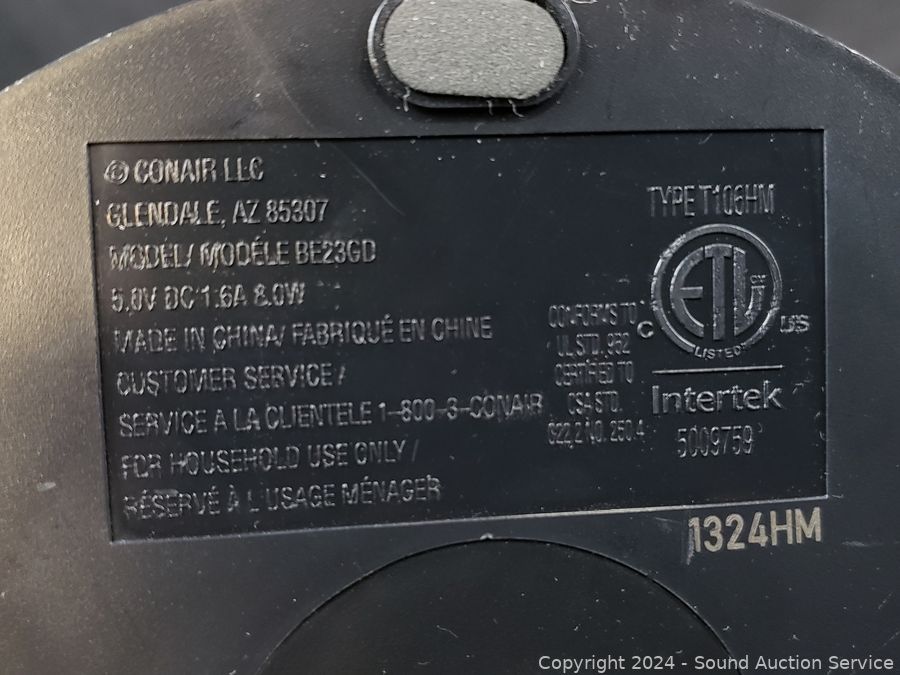 © CONAIR LLC
GLENDALE, AZ 85307
MODEL/ MODÈLE BE23GD
5.0V DC 1.6A 8.0W
MADE IN CHINA/ FABRIQUÉ EN CHINE
CUSTOMER SERVICE /
SERVICE À LA CLIENTELE 1-800-3-CONAIR
FOR HOUSEHOLD USE ONLY /
RÉSERVÉ À L'USAGE MÉNAGER
CONFORMS TO
UL STD. 982
CERTIFIED TO
CSA STD.
C22.2 NO. 250.4
TYPE T106HM
ETL CM
LISTED
C US
Intertek
5009759
1324HM
Copyright 2024 - Sound Auction Service